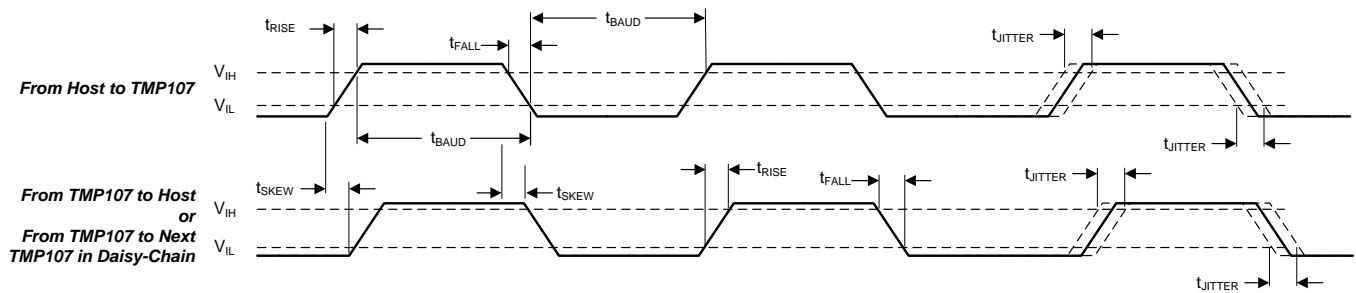 tRISE
tFALL
tBAUD
tJITTER
From Host to TMP107
VIH
VIL
tBAUD
tJITTER
tSKEW
tSKEW
tRISE
tFALL
tJITTER
From TMP107 to Host
or
From TMP107 to Next
TMP107 in Daisy-Chain
VIH
VIL
tJITTER